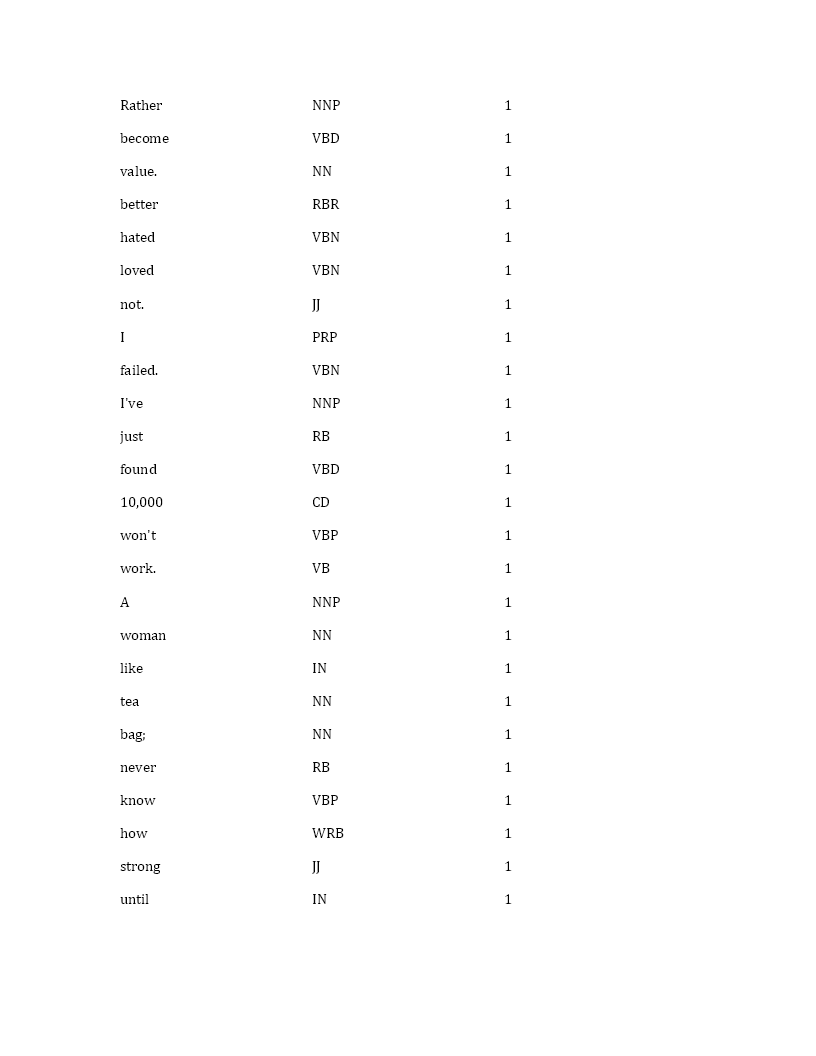 Rather NNP 1
become VBD 1
value. NN 1
better RBR 1
hated VBN 1
loved VBN 1
not. JJ 1
I PRP 1
failed. VBN 1
I've NNP 1
just RB 1
found VBD 1
10,000 CD 1
won't VBP 1
work. VB 1
A NNP 1
woman NN 1
like IN 1
tea NN 1
bag; NN 1
never RB 1
know VBP 1
how WRB 1
strong JJ 1
until IN 1